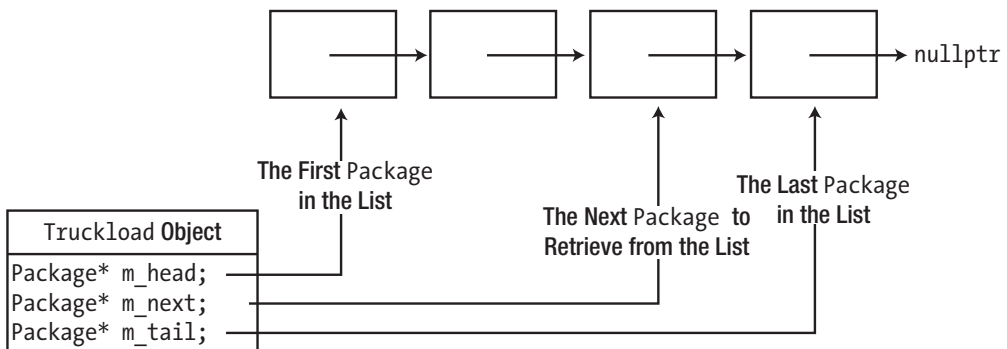 nullptr
The First Package
in the List
The Next Package to
Retrieve from the List
The Last Package
in the List
Truckload Object
Package* m_head;
Package* m_next;
Package* m_tail;